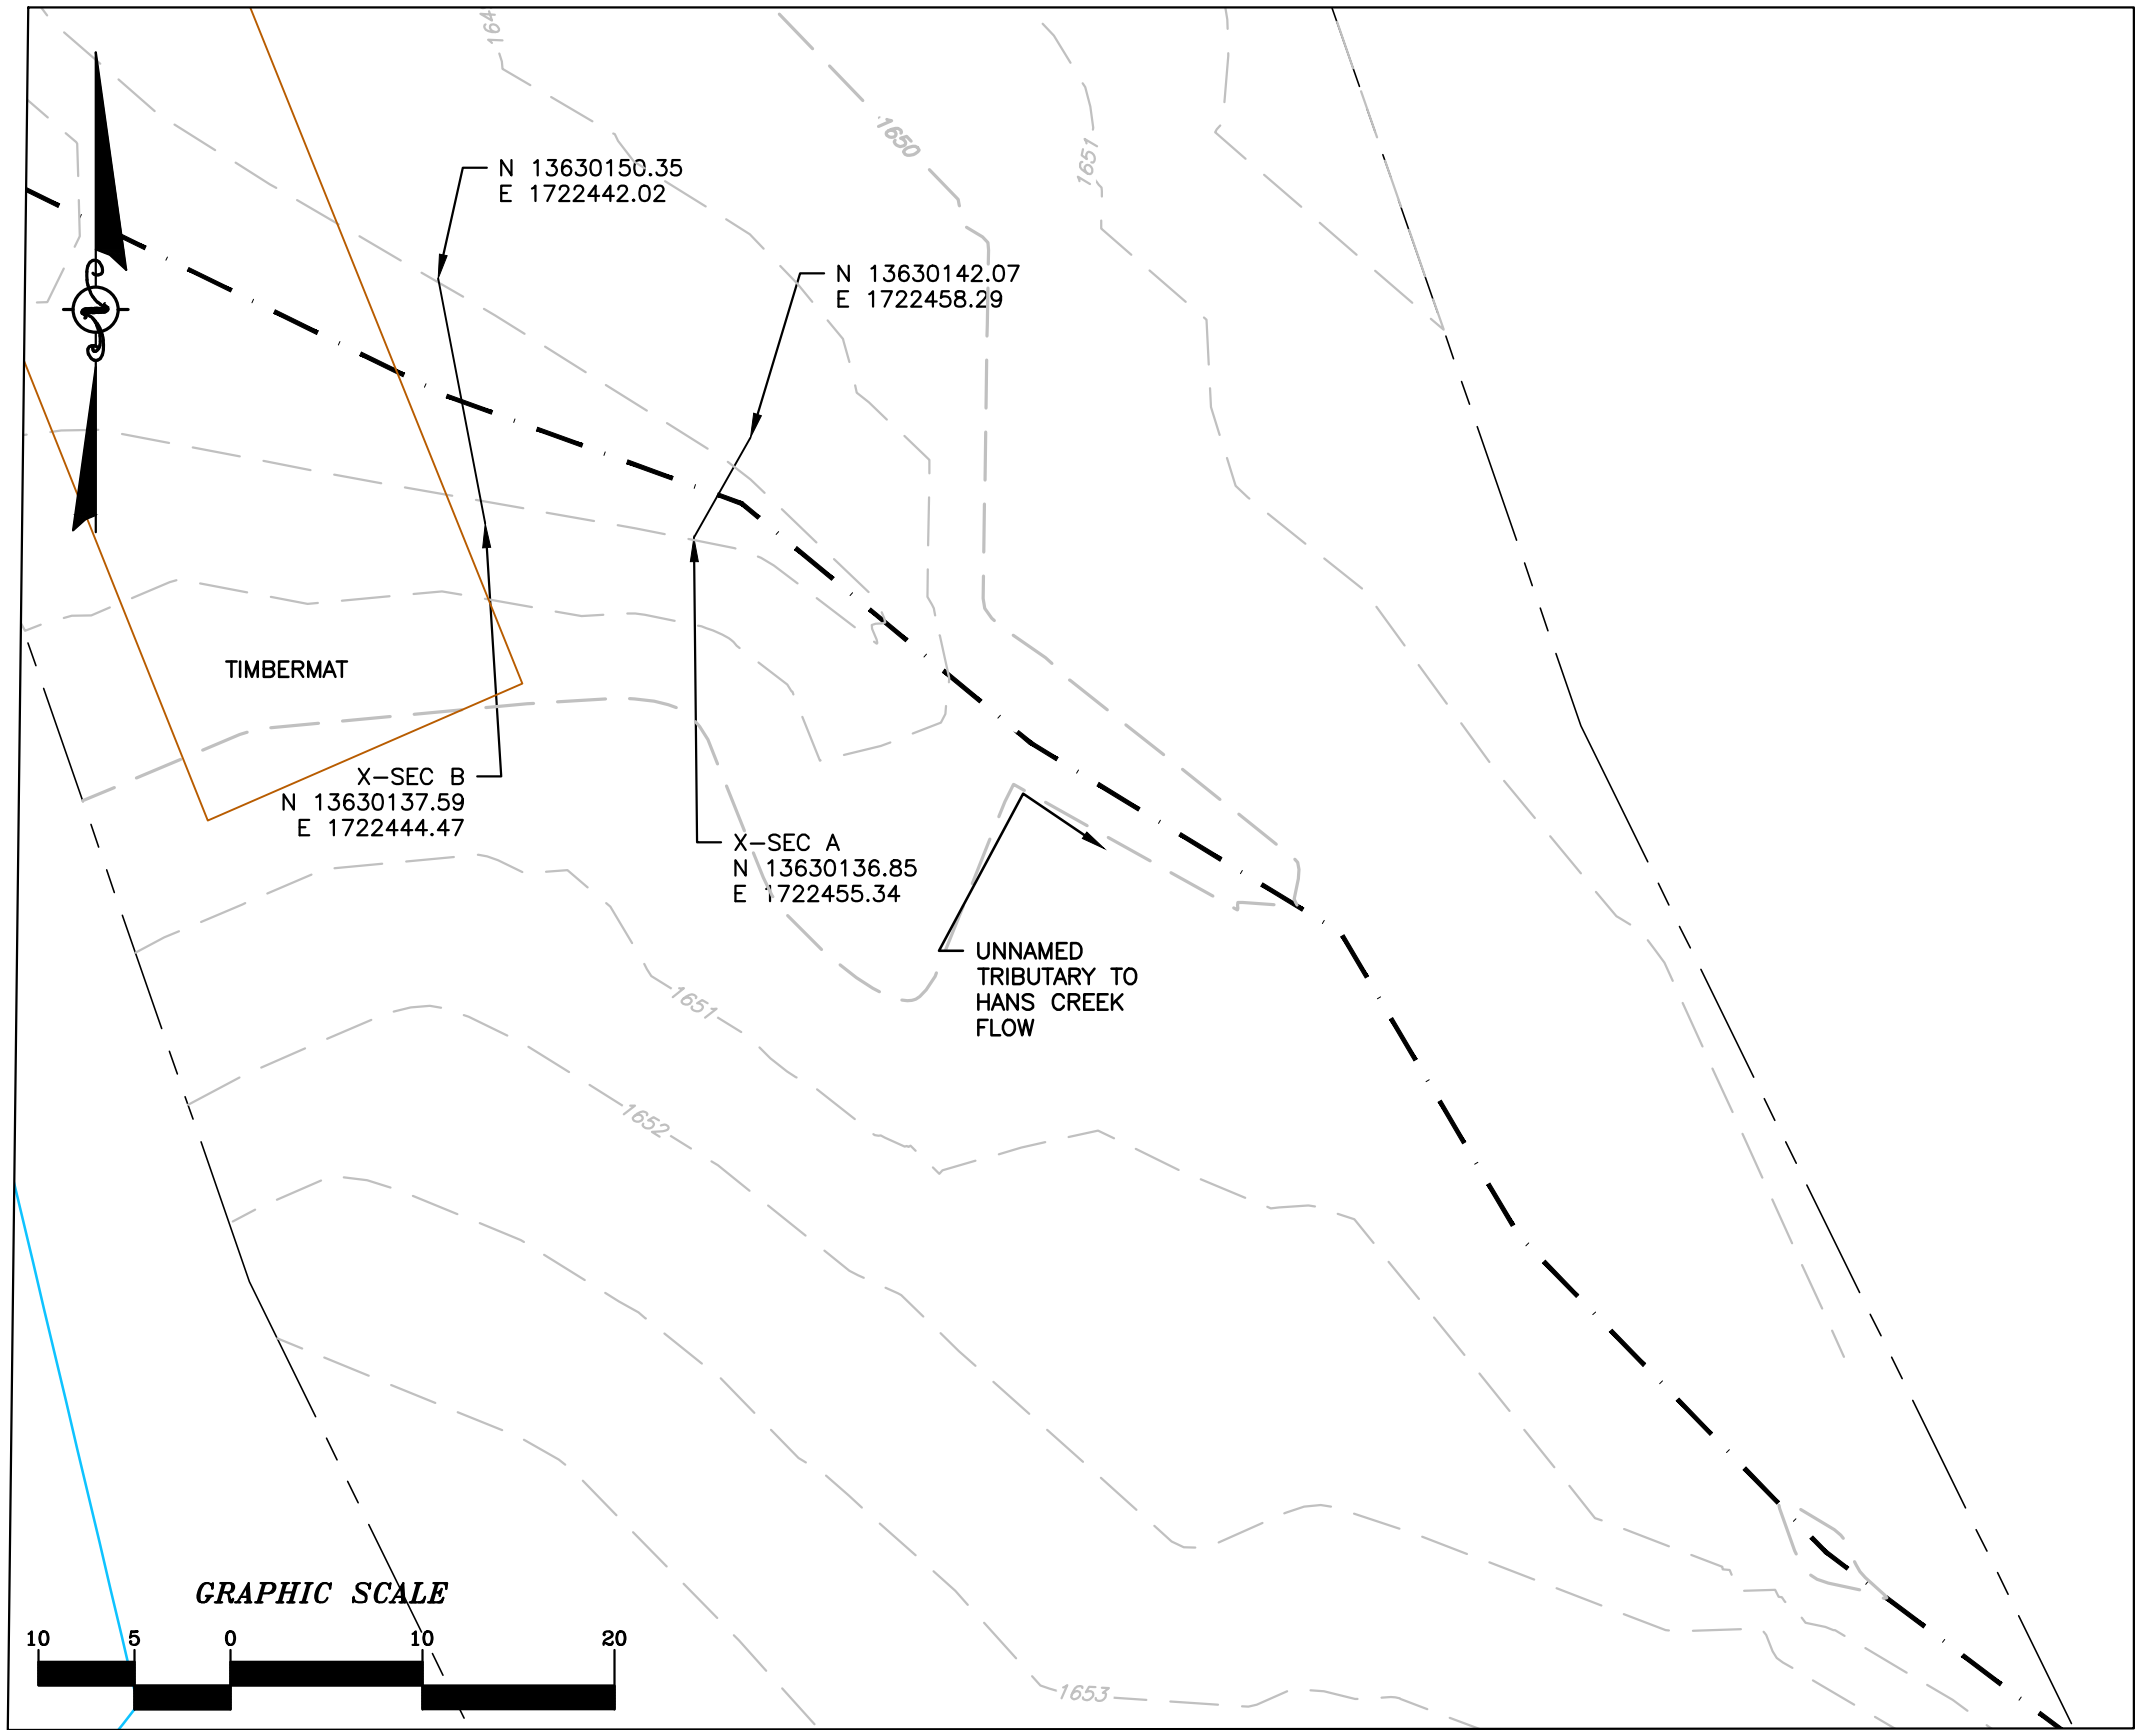 164
1650
1651
N 13630150.35
E 1722442.02
N 13630142.07
E 1722458.29
TIMBERMAT
X-SEC B
N 13630137.59
E 1722444.47
X-SEC A
N 13630136.85
E 1722455.34
UNNAMED
TRIBUTARY TO
HANS CREEK
FLOW
1651
1652
GRAPHIC SCALE
10 5 0 10 20
1653